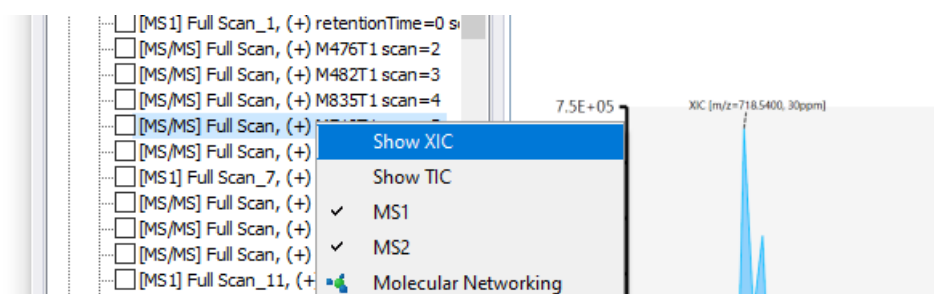 [MS1] Full Scan_1, (+) retentionTime=0
[MS/MS] Full Scan, (+) M476T1 scan=2
[MS/MS] Full Scan, (+) M482T1 scan=3
[MS/MS] Full Scan, (+) M835T1 scan=4
[MS/MS] Full Scan, (+)
[MS/MS] Full Scan, (+)
[MS1] Full Scan_7, (+)
[MS/MS] Full Scan, (+)
[MS/MS] Full Scan, (+)
[MS/MS] Full Scan, (+)
[MS1] Full Scan_11, (+)
Show XIC
Show TIC
MS1
MS2
Molecular Networking
7.5E+05
XIC [m/z=718.5400, 30ppm]